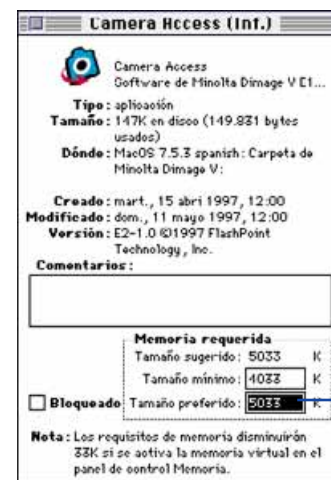 Camera Access (Inf.)
Camera Access
Software de Minolta Dimage V E1...
Tipo: aplicación
Tamaño: 147K en disco (149.831 bytes
usados)
Dónde: MacOS 7.5.3 spanish: Carpeta de
Minolta Dimage V:
Creado: mart., 15 abri 1997, 12:00
Modificado: dom., 11 mayo 1997, 12:00
Versión: E2-1.0 ©1997 FlashPoint
Technology, Inc.
Comentarios:
Memoria requerida
Tamaño sugerido: 5033 K
Tamaño mínimo: 4033 K
Bloqueado Tamaño preferido: 5033 K
Nota: Los requisitos de memoria disminuirán
33K si se activa la memoria virtual en el
panel de control Memoria.